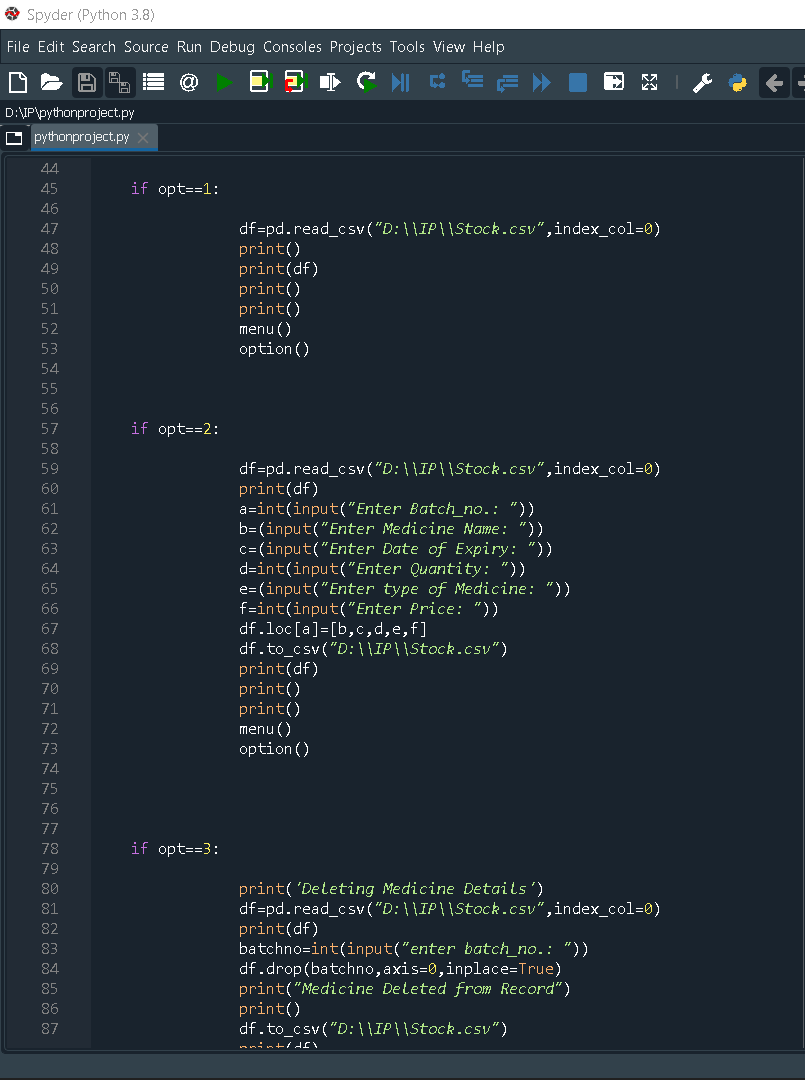 Spyder (Python 3.8)
File Edit Search Source Run Debug Consoles Projects Tools View Help
D:\IP\pythonproject.py
pythonproject.py
44
45 if opt==1:
46
47 df=pd.read_csv("D:\\IP\\Stock.csv",index_col=0)
48 print()
49 print(df)
50 print()
51 print()
52 menu()
53 option()
54
55
56
57 if opt==2:
58
59 df=pd.read_csv("D:\\IP\\Stock.csv",index_col=0)
60 print(df)
61 a=int(input("Enter Batch_no.: "))
62 b=(input("Enter Medicine Name: "))
63 c=(input("Enter Date of Expiry: "))
64 d=int(input("Enter Quantity: "))
65 e=(input("Enter type of Medicine: "))
66 f=int(input("Enter Price: "))
67 df.loc[a]=[b,c,d,e,f]
68 df.to_csv("D:\\IP\\Stock.csv")
69 print(df)
70 print()
71 print()
72 menu()
73 option()
74
75
76
77
78 if opt==3:
79
80 print('Deleting Medicine Details')
81 df=pd.read_csv("D:\\IP\\Stock.csv",index_col=0)
82 print(df)
83 batchno=int(input("enter batch_no.: "))
84 df.drop(batchno,axis=0,inplace=True)
85 print("Medicine Deleted from Record")
86 print()
87 df.to_csv("D:\\IP\\Stock.csv")
print(df)